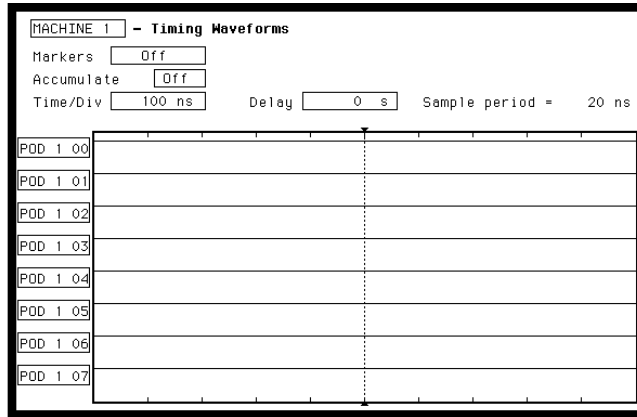 MACHINE 1 - Timing Waveforms
Markers Off
Accumulate Off
Time/Div 100 ns Delay 0 s Sample period = 20 ns
POD 1 00
POD 1 01
POD 1 02
POD 1 03
POD 1 04
POD 1 05
POD 1 06
POD 1 07